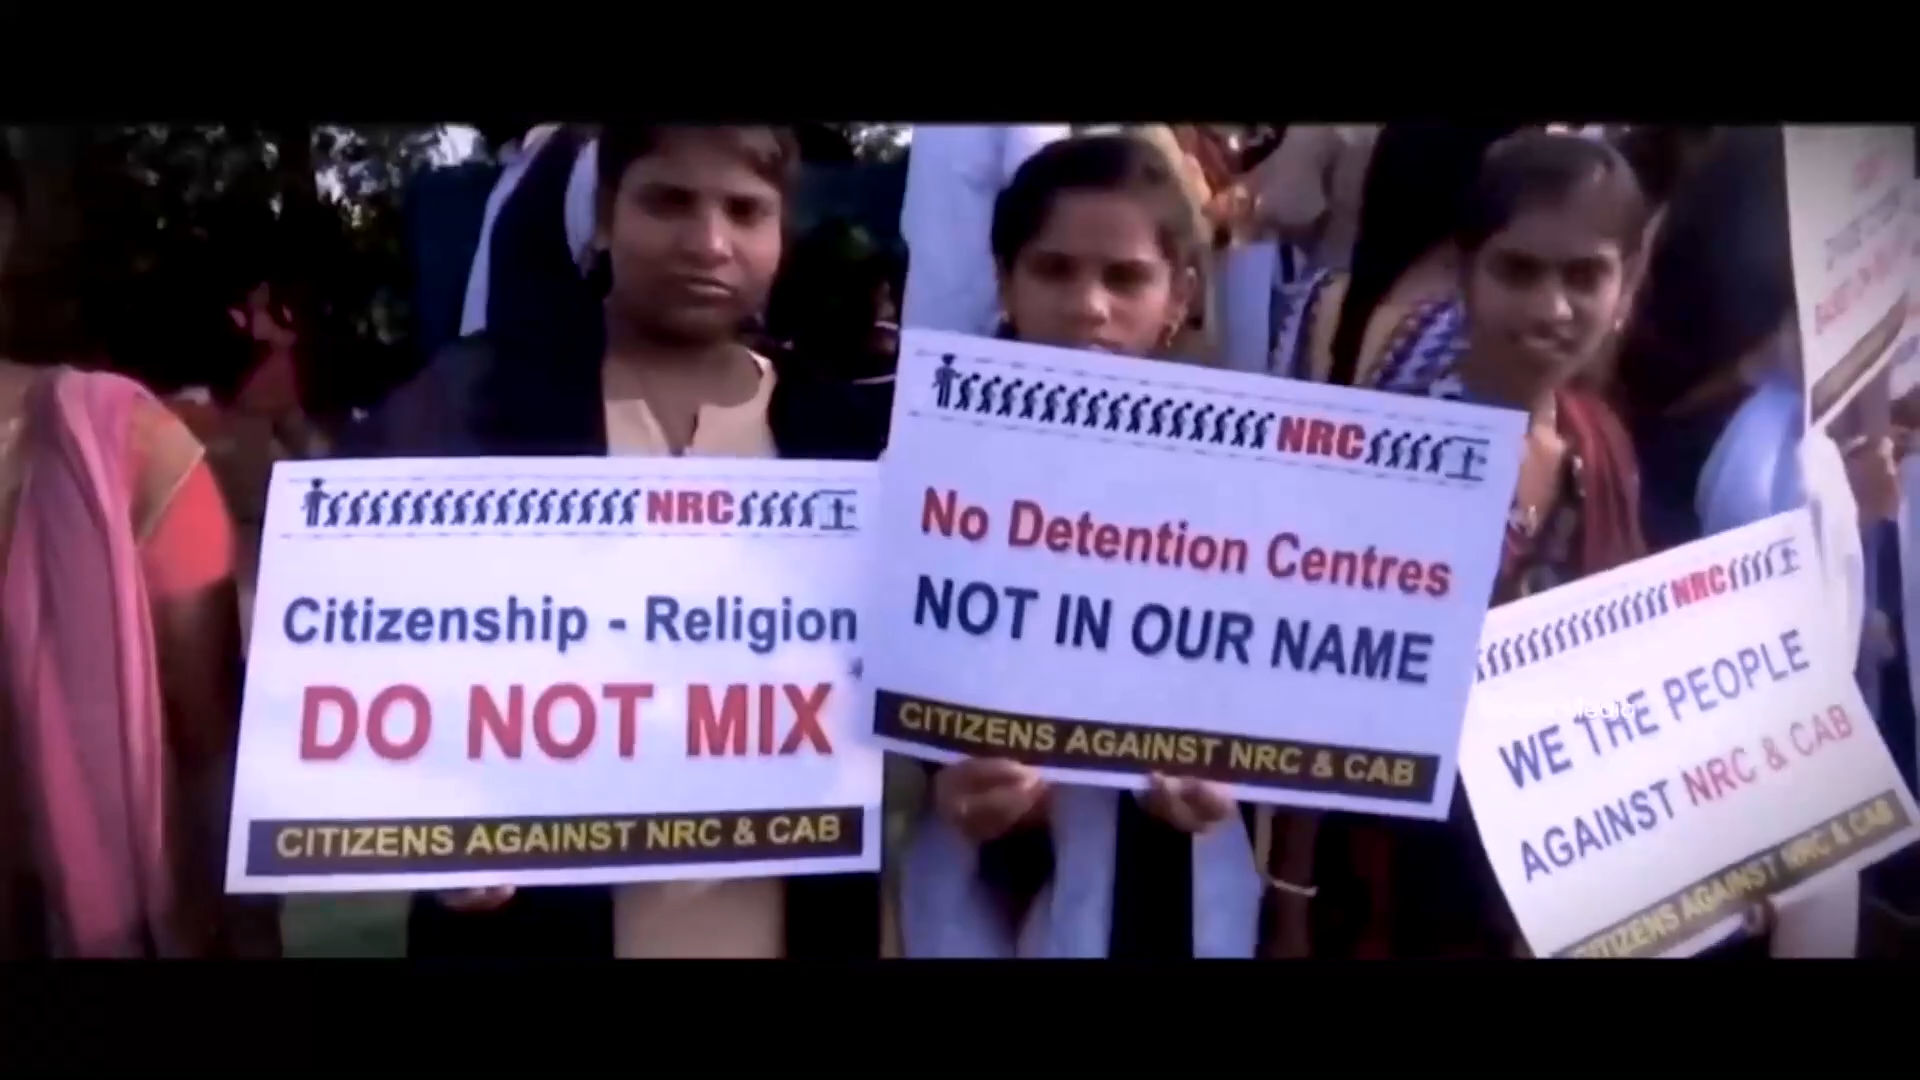 NRC
Citizenship - Religion
DO NOT MIX
CITIZENS AGAINST NRC & CAB
NRC
No Detention Centres
NOT IN OUR NAME
CITIZENS AGAINST NRC & CAB
NRC
WE THE PEOPLE
AGAINST NRC & CAB
CITIZENS AGAINST NRC & CAB